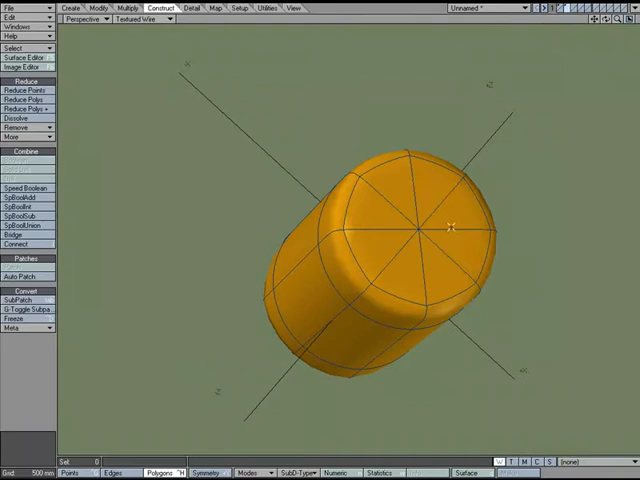 File Create Modify Multiply Construct Detail Map Setup Utilities View Unnamed * 1
Edit Perspective Textured Wire
Windows
Help
Select
Surface Editor
Image Editor
Reduce
Reduce Points
Reduce Polys
Reduce Polys +
Dissolve
Remove
More
Combine
Speed Boolean
SpBoolAdd
SpBoolInt
SpBoolSub
SpBoolUnion
Bridge
Connect
Patches
Auto Patch
Convert
SubPatch
G-Toggle Subpa...
Freeze
Meta
-X
-Z
-Z
+X
Grid: 500 mm
Sel: 0 W T M C S (none)
Points Edges Polygons ^H Symmetry Modes SubD-Type Numeric Statistics Surface